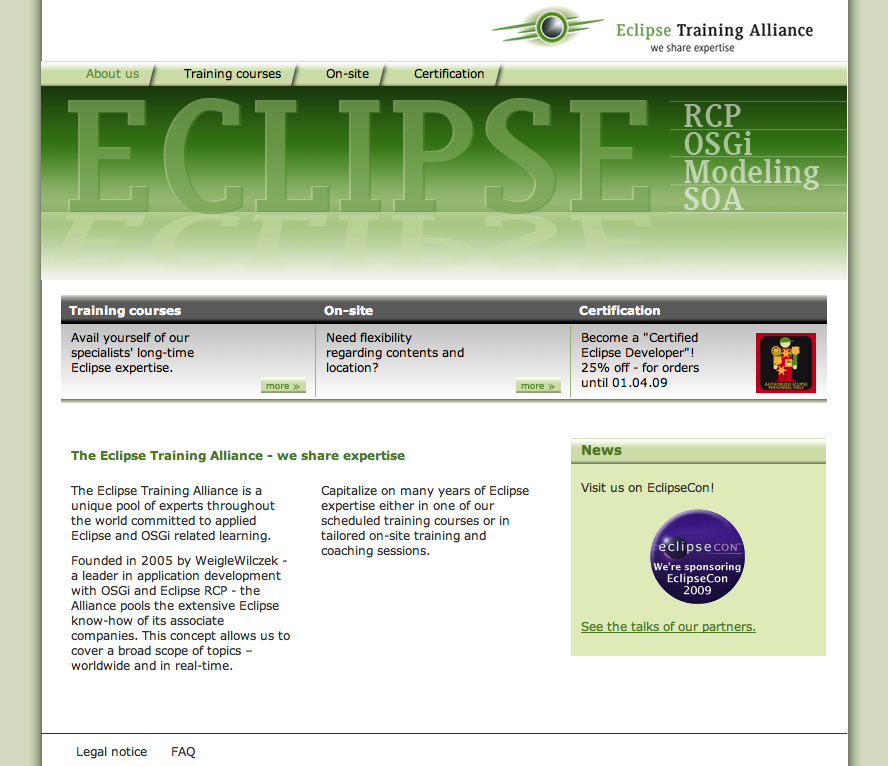 Eclipse Training Alliance
we share expertise
About us
Training courses
On-site
Certification
ECLIPSE
RCP
OSGi
Modeling
SOA
Training courses
On-site
Certification
Avail yourself of our
specialists' long-time
Eclipse expertise.
more »
Need flexibility
regarding contents and
location?
more »
Become a "Certified
Eclipse Developer"!
25% off - for orders
until 01.04.09
AUTHORIZED ECLIPSE
PERSONNEL ONLY
The Eclipse Training Alliance - we share expertise
The Eclipse Training Alliance is a
unique pool of experts throughout
the world committed to applied
Eclipse and OSGi related learning.
Founded in 2005 by WeigleWilczek -
a leader in application development
with OSGi and Eclipse RCP - the
Alliance pools the extensive Eclipse
know-how of its associate
companies. This concept allows us to
cover a broad scope of topics –
worldwide and in real-time.
Capitalize on many years of Eclipse
expertise either in one of our
scheduled training courses or in
tailored on-site training and
coaching sessions.
News
Visit us on EclipseCon!
eclipseCON™
We're sponsoring
EclipseCon
2009
See the talks of our partners.
Legal notice
FAQ